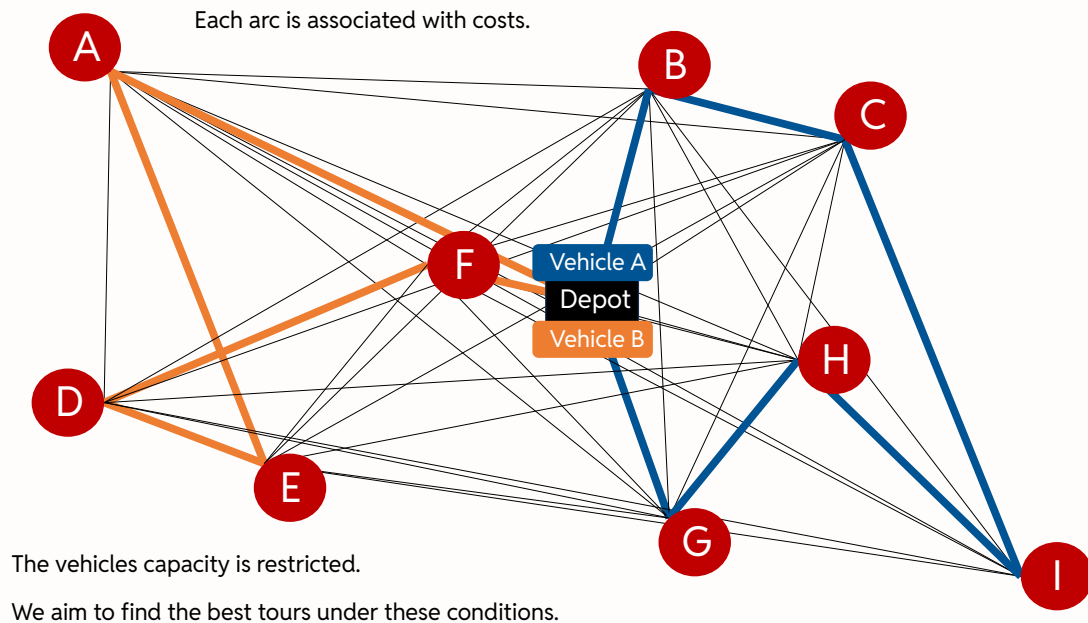 Each arc is associated with costs.
A
B
C
F
Vehicle A
Depot
Vehicle B
H
D
E
G
I
The vehicles capacity is restricted.
We aim to find the best tours under these conditions.